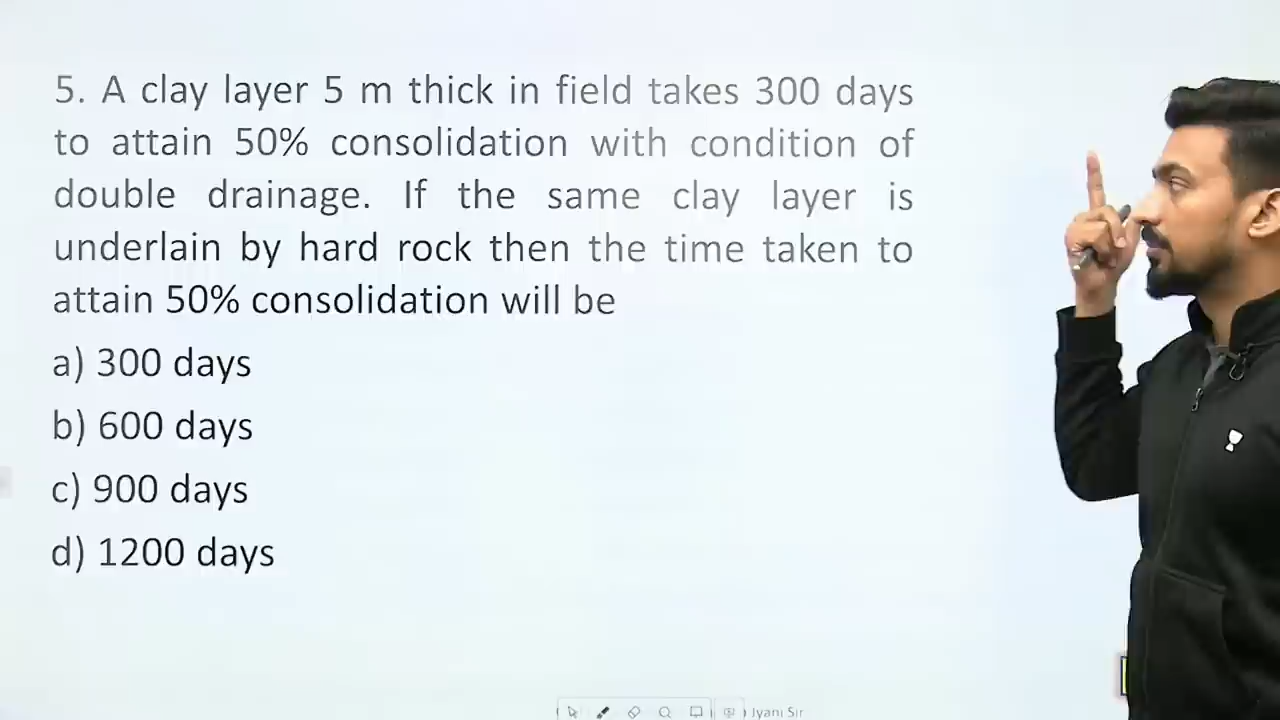 5. A clay layer 5 m thick in field takes 300 days
to attain 50% consolidation with condition of
double drainage. If the same clay layer is
underlain by hard rock then the time taken to
attain 50% consolidation will be
a) 300 days
b) 600 days
c) 900 days
d) 1200 days
Jyani Sir